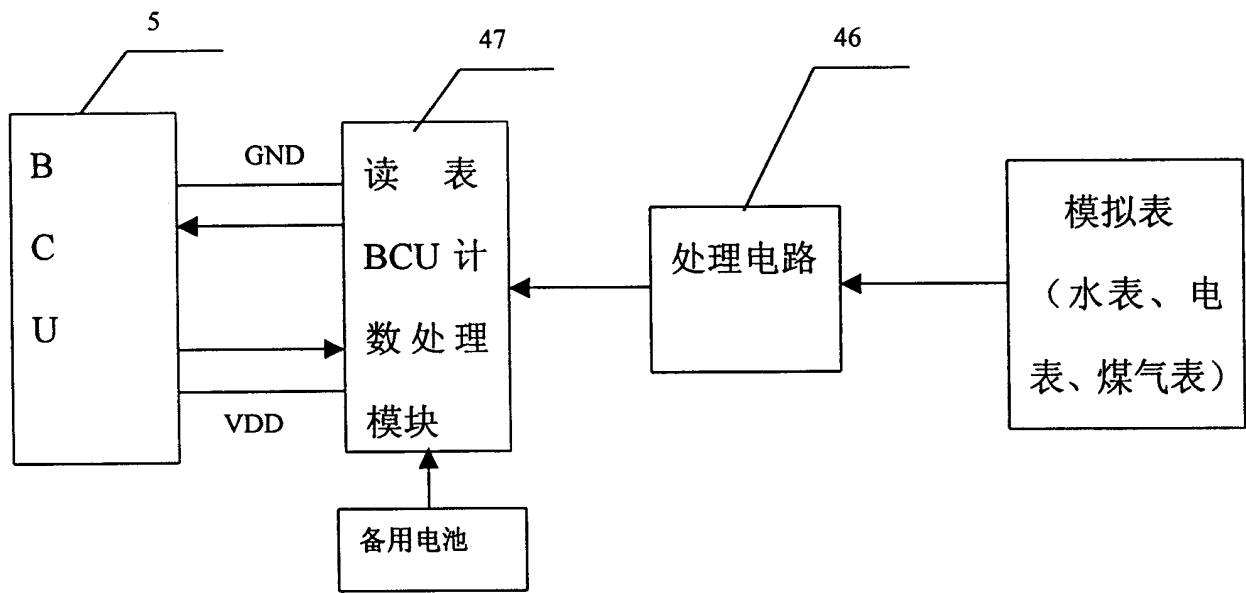 5
47
46
B
C
U
GND
VDD
读 表
BCU 计
数处理
模块
处理电路
模拟表
（水表、电
表、煤气表）
备用电池